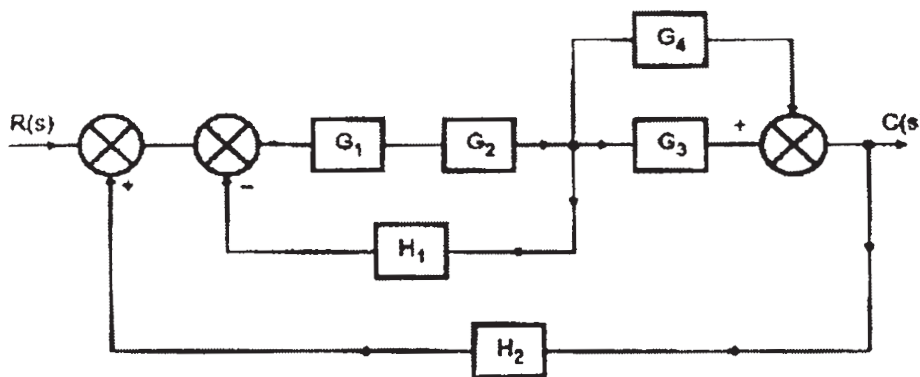 G4
R(s)
G1
G2
G3
+
C(s
+
−
H1
H2